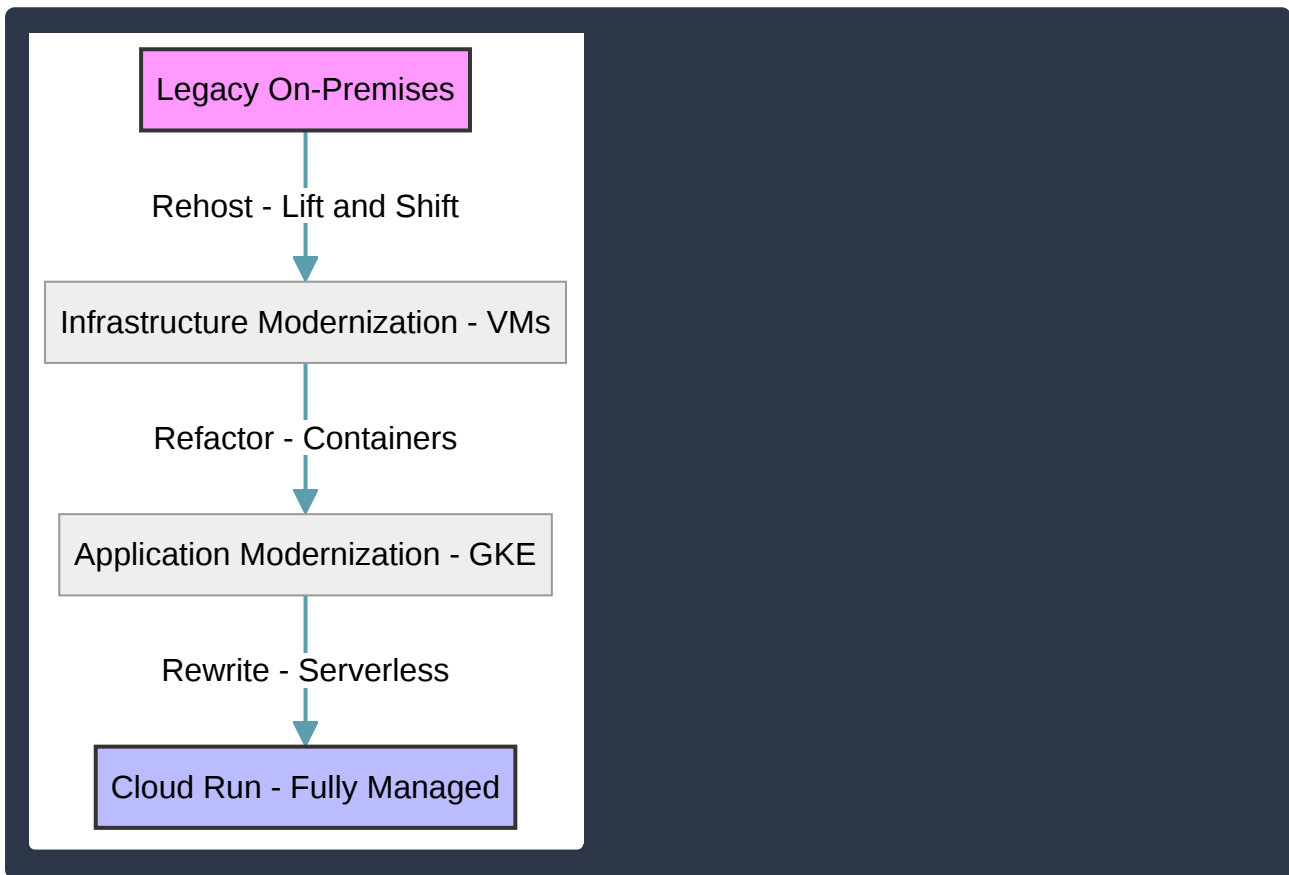 Legacy On-Premises
Rehost - Lift and Shift
Infrastructure Modernization - VMs
Refactor - Containers
Application Modernization - GKE
Rewrite - Serverless
Cloud Run - Fully Managed